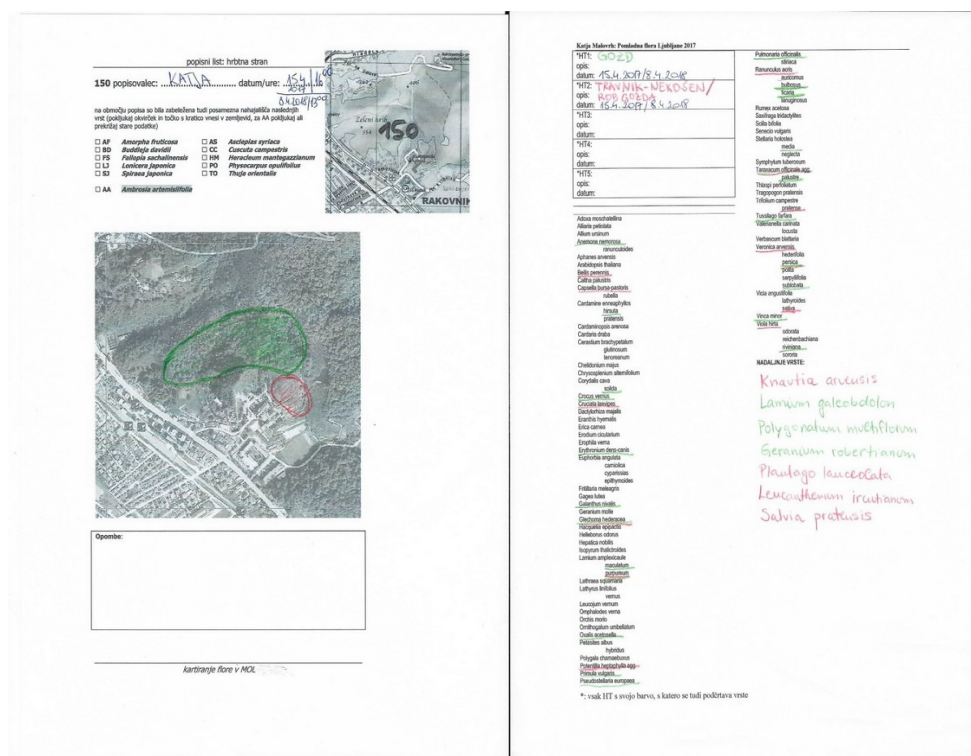 popisni list: hrbtna stran
150 popisovalec: ...KATJA... datum/ure: 15.4. 2017/16 00
8.4.2018/13 00
na območju popisa so bila zabeležena tudi posamezna nahajališča naslednjih
vrst (pokljukaj okvirček in točko s kratico vnesi v zemljevid, za AA pokljukaj ali
prekrižaj stare podatke)
☐ AF Amorpha fruticosa ☐ AS Asclepias syriaca
☐ BD Buddleja davidii ☐ CC Cuscuta campestris
☐ FS Fallopia sachalinensis ☐ HM Heracleum mantegazzianum
☐ LJ Lonicera japonica ☐ PO Physocarpus opulifolius
☐ SJ Spiraea japonica ☐ TO Thuja orientalis
☐ AA Ambrosia artemisiifolia
Zeleni hrib
150
RAKOVNIK
Opombe:
kartiranje flore v MOL
Katja Malovrh: Pomladna flora Ljubljane 2017
*HT1: GOZD
opis:
datum: 15.4.2017/8.4.2018
*HT2: TRAVNIK-NEKOŠEN/
opis: ROB GOZDA
datum: 15.4.2017/8.4.2018
*HT3:
opis:
datum:
*HT4:
opis:
datum:
*HT5:
opis:
datum:
Adoxa moschatellina
Alliaria petiolata
Allium ursinum
Anemone nemorosa
ranunculoides
Aphanes arvensis
Arabidopsis thaliana
Bellis perennis
Caltha palustris
Capsella bursa-pastoris
rubella
Cardamine enneaphyllos
hirsuta
pratensis
Cardaminopsis arenosa
Cardaria draba
Cerastium brachypetalum
glutinosum
tenoreanum
Chelidonium majus
Chrysosplenium alternifolium
Corydalis cava
solida
Crocus vernus
Cruciata laevipes
Dactylorhiza majalis
Eranthis hyemalis
Erica carnea
Erodium cicutarium
Erophila verna
Erythronium dens-canis
Euphorbia angulata
carniolica
cyparissias
epithymoides
Fritillaria meleagris
Gagea lutea
Galanthus nivalis
Geranium molle
Glechoma hederacea
Hacquetia epipactis
Helleborus odorus
Hepatica nobilis
Isopyrum thalictroides
Lamium amplexicaule
maculatum
purpureum
Lathraea squamaria
Lathyrus linifolius
vernus
Leucojum vernum
Omphalodes verna
Orchis morio
Ornithogalum umbellatum
Oxalis acetosella
Petasites albus
hybridus
Polygala chamaebuxus
Potentilla heptaphylla agg.
Primula vulgaris
Pseudostellaria europaea
Pulmonaria officinalis
stiriaca
Ranunculus acris
auricomus
bulbosus
ficaria
lanuginosus
Rumex acetosa
Saxifraga tridactylites
Scilla bifolia
Senecio vulgaris
Stellaria holostea
media
neglecta
Symphytum tuberosum
Taraxacum officinale agg.
palustre
Thlaspi perfoliatum
Tragopogon pratensis
Trifolium campestre
pratense
Tussilago farfara
Valerianella carinata
locusta
Verbascum blattaria
Veronica arvensis
hederifolia
persica
polita
serpyllifolia
sublobata
Vicia angustifolia
lathyroides
sativa
Vinca minor
Viola hirta
odorata
reichenbachiana
riviniana
sororia
NADALJNJE VRSTE:
Knautia arvensis
Lamium galeobdolon
Polygonatum multiflorum
Geranium robertianum
Plantago lanceolata
Leucanthemum ircutianum
Salvia pratensis
*: vsak HT s svojo barvo, s katero se tudi podčrtava vrste